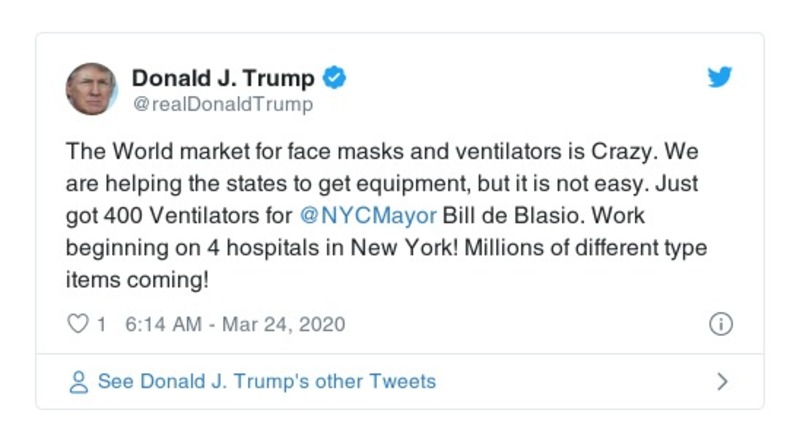 Donald J. Trump
@realDonaldTrump
The World market for face masks and ventilators is Crazy. We
are helping the states to get equipment, but it is not easy. Just
got 400 Ventilators for @NYCMayor Bill de Blasio. Work
beginning on 4 hospitals in New York! Millions of different type
items coming!
1 6:14 AM - Mar 24, 2020
See Donald J. Trump's other Tweets